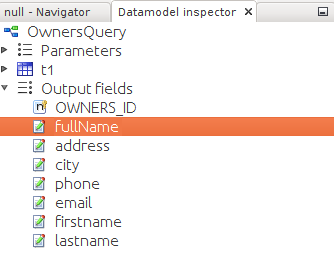 null - Navigator Datamodel inspector
OwnersQuery
Parameters
t1
Output fields
OWNERS_ID
fullName
address
city
phone
email
firstname
lastname